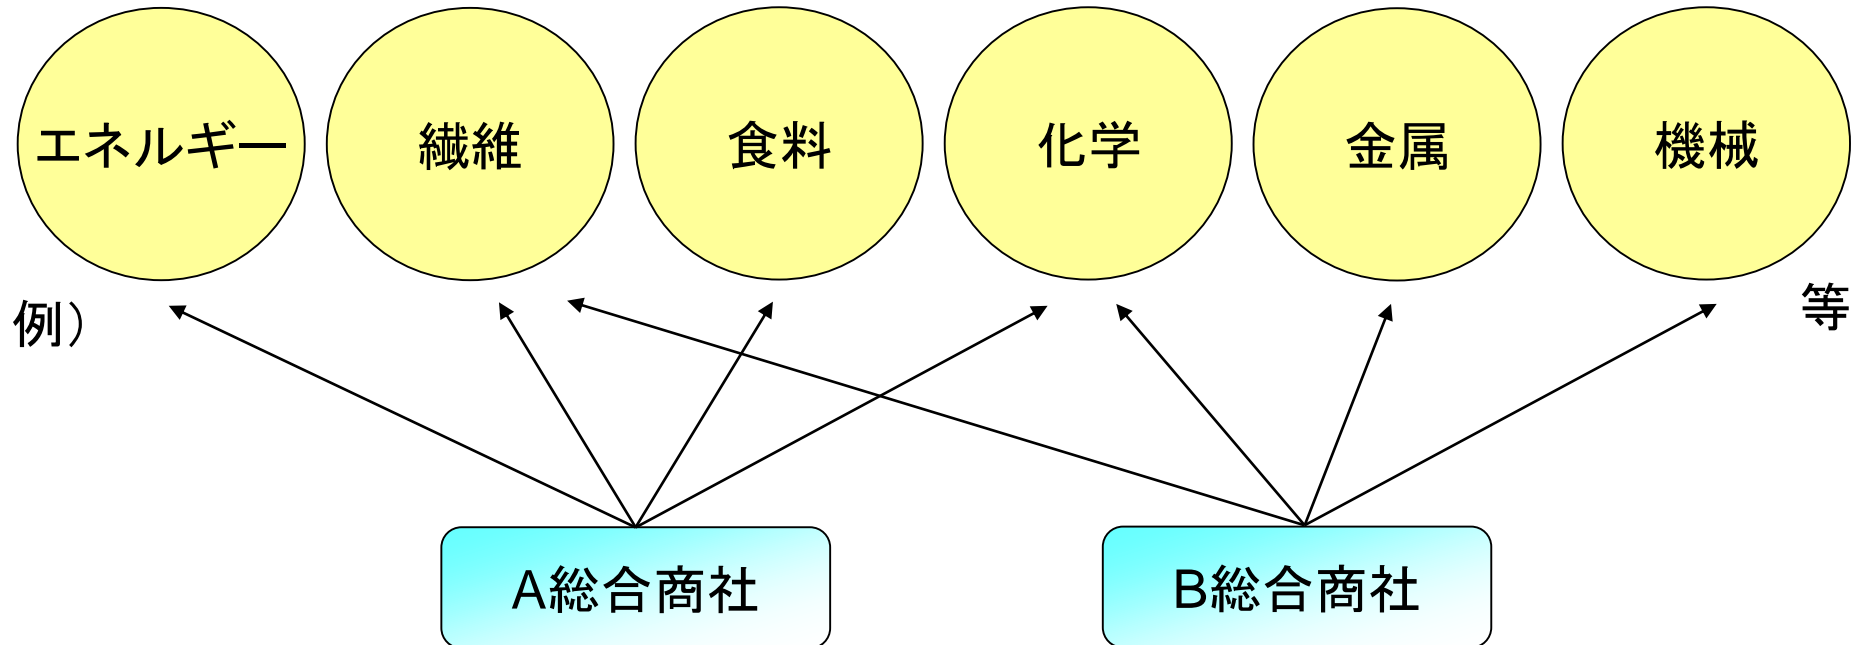 エネルギー
繊維
食料
化学
金属
機械
例）
等
A総合商社
B総合商社